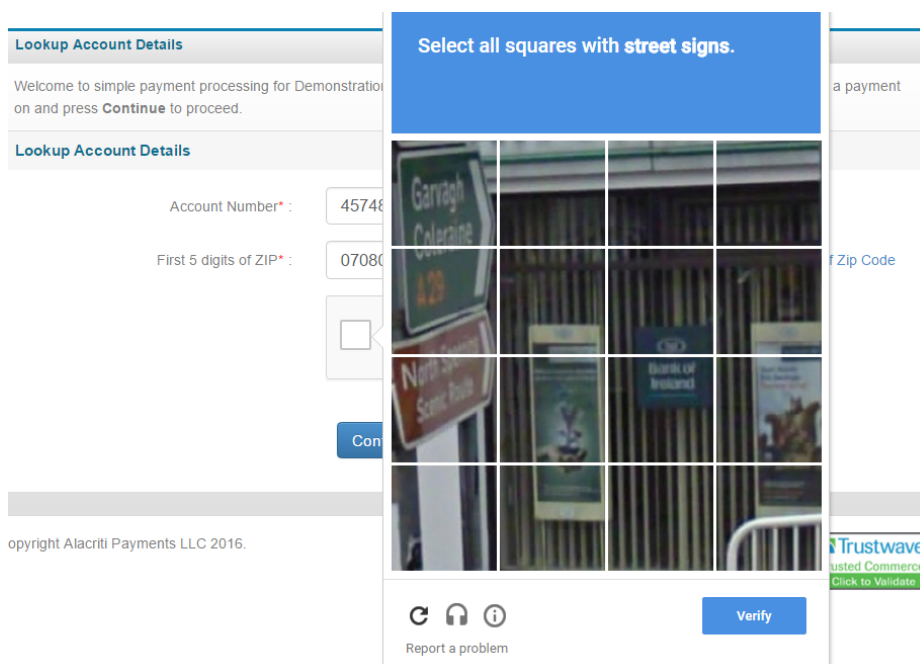 Lookup Account Details
Welcome to simple payment processing for Demonstration
a payment
on and press Continue to proceed.
Lookup Account Details
Account Number* :
45748
First 5 digits of ZIP* :
07080
f Zip Code
Con
opyright Alacriti Payments LLC 2016.
Trustwave
usted Commerce
Click to Validate
Select all squares with street signs.
Garvagh
Coleraine
A29
North Sperrins
Scenic Route
Bank of
Ireland
Verify
Report a problem